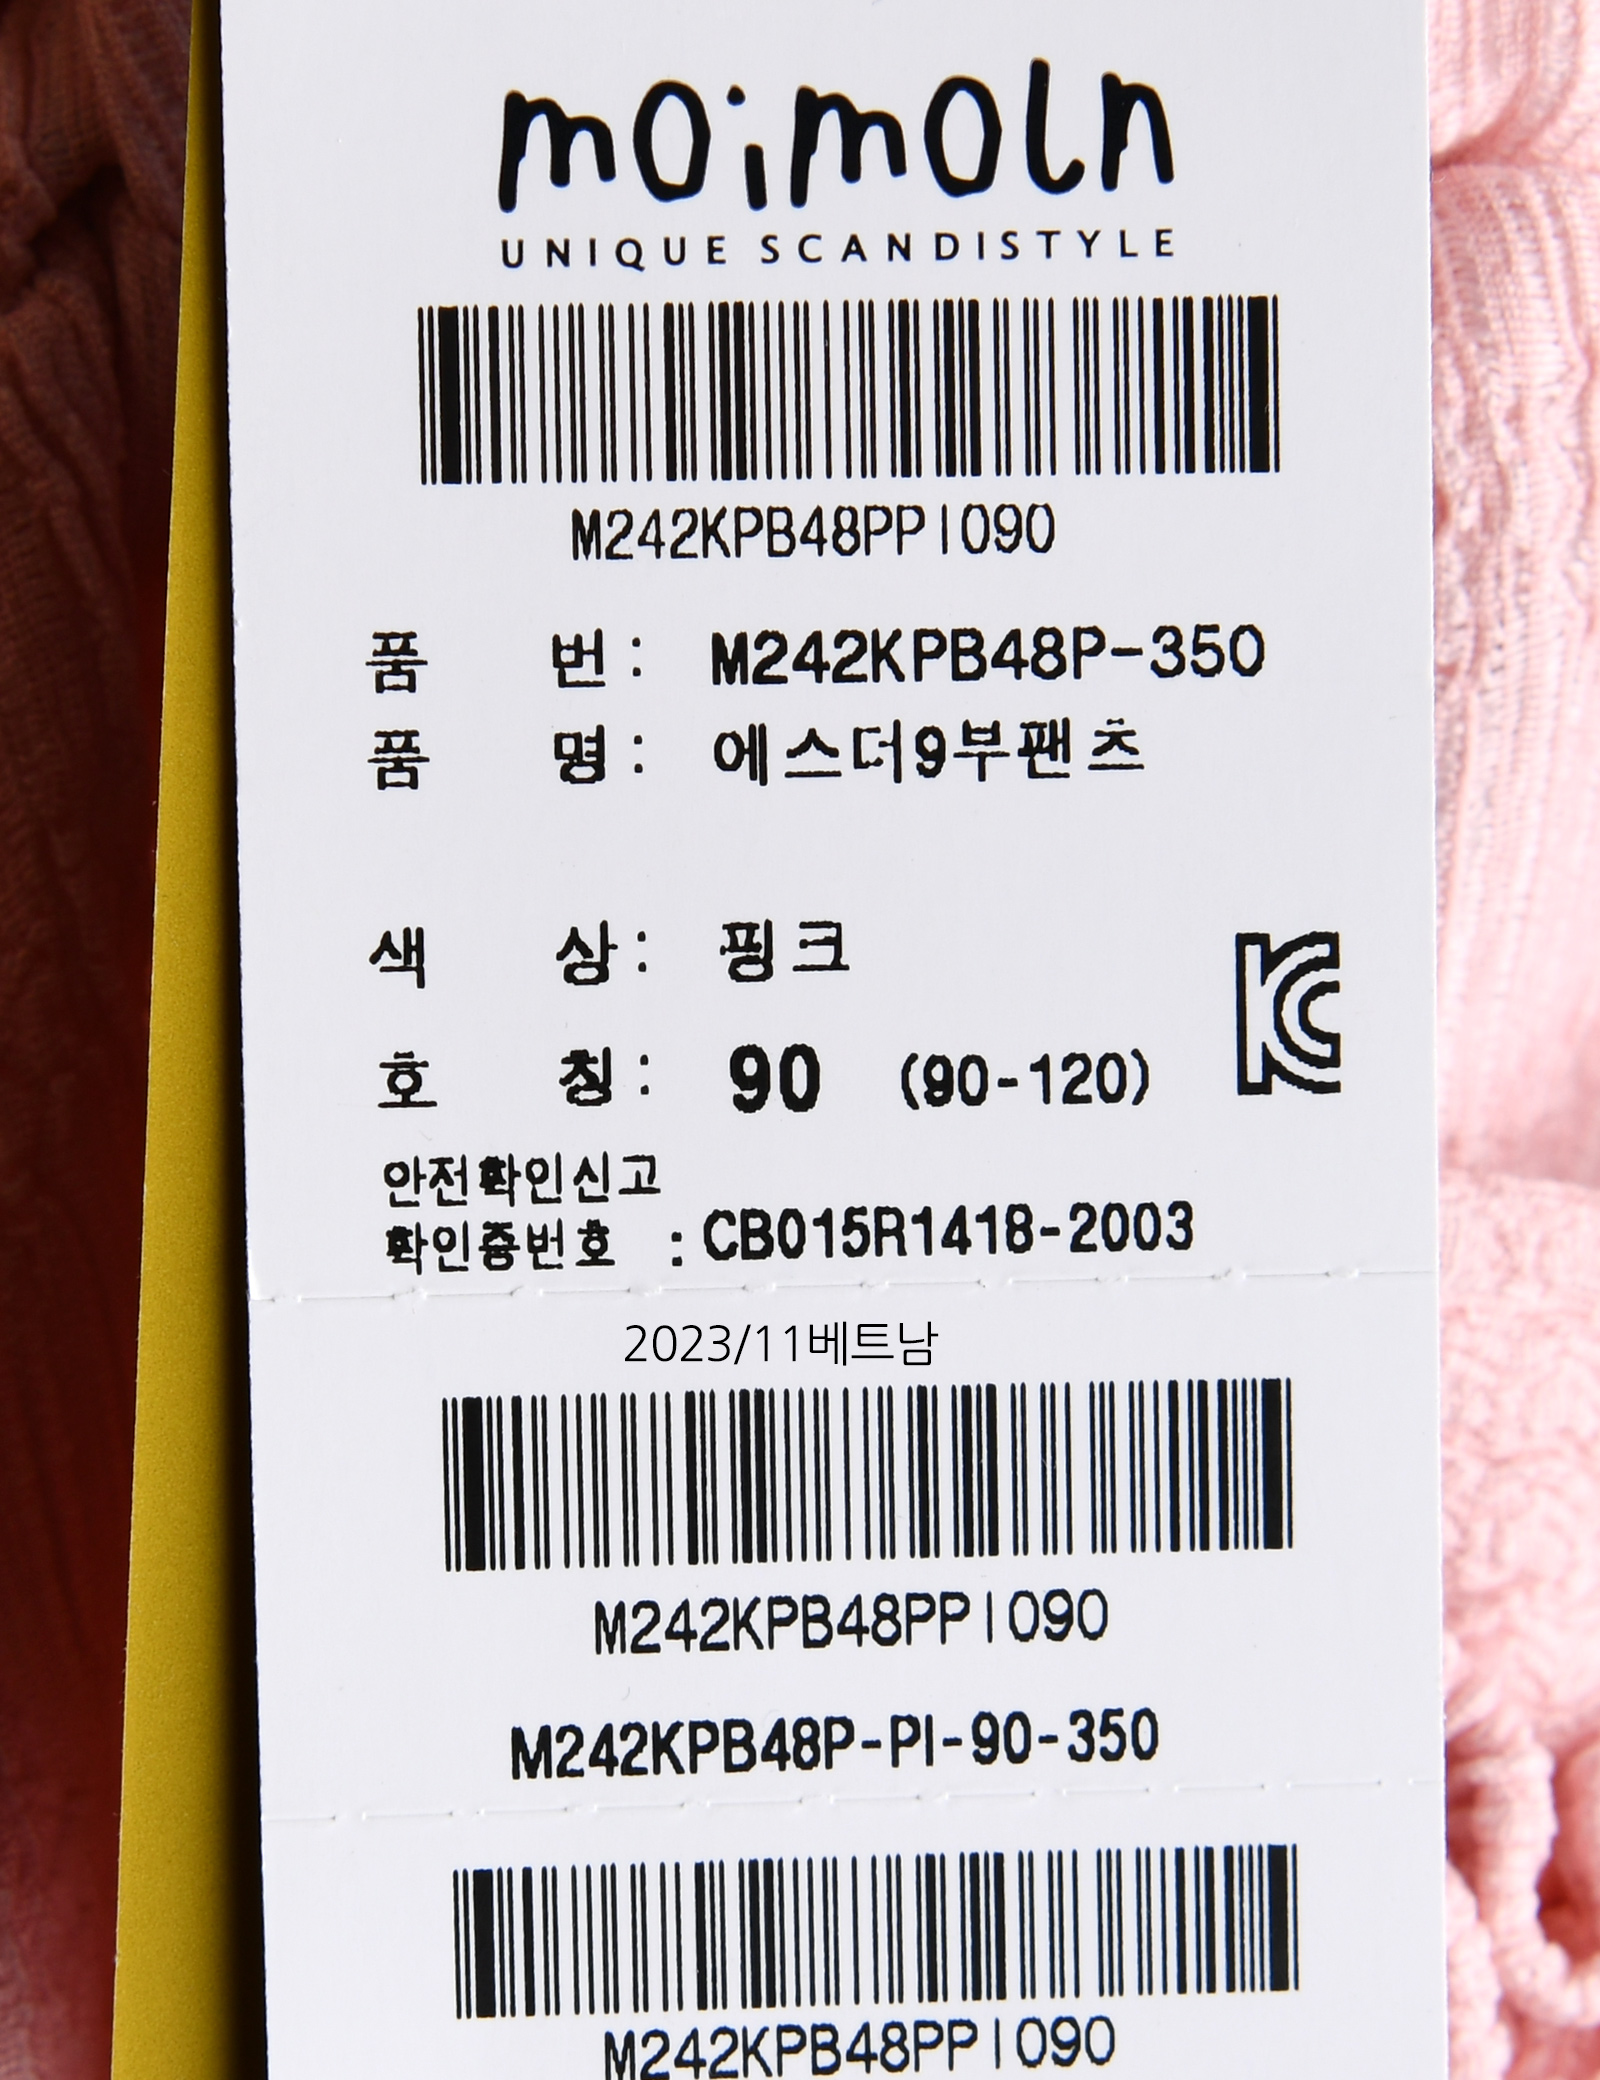 moimoln
UNIQUE SCANDISTYLE
M242KPB48PPI090
품 번 : M242KPB48P-350
품 명 : 에스더9부팬츠
색 상 : 핑크
호 칭 : 90 (90-120)
안전확인신고
확인증번호 : CB015R1418-2003
2023/11베트남
M242KPB48PPI090
M242KPB48P-PI-90-350
M242KPB48PPI090